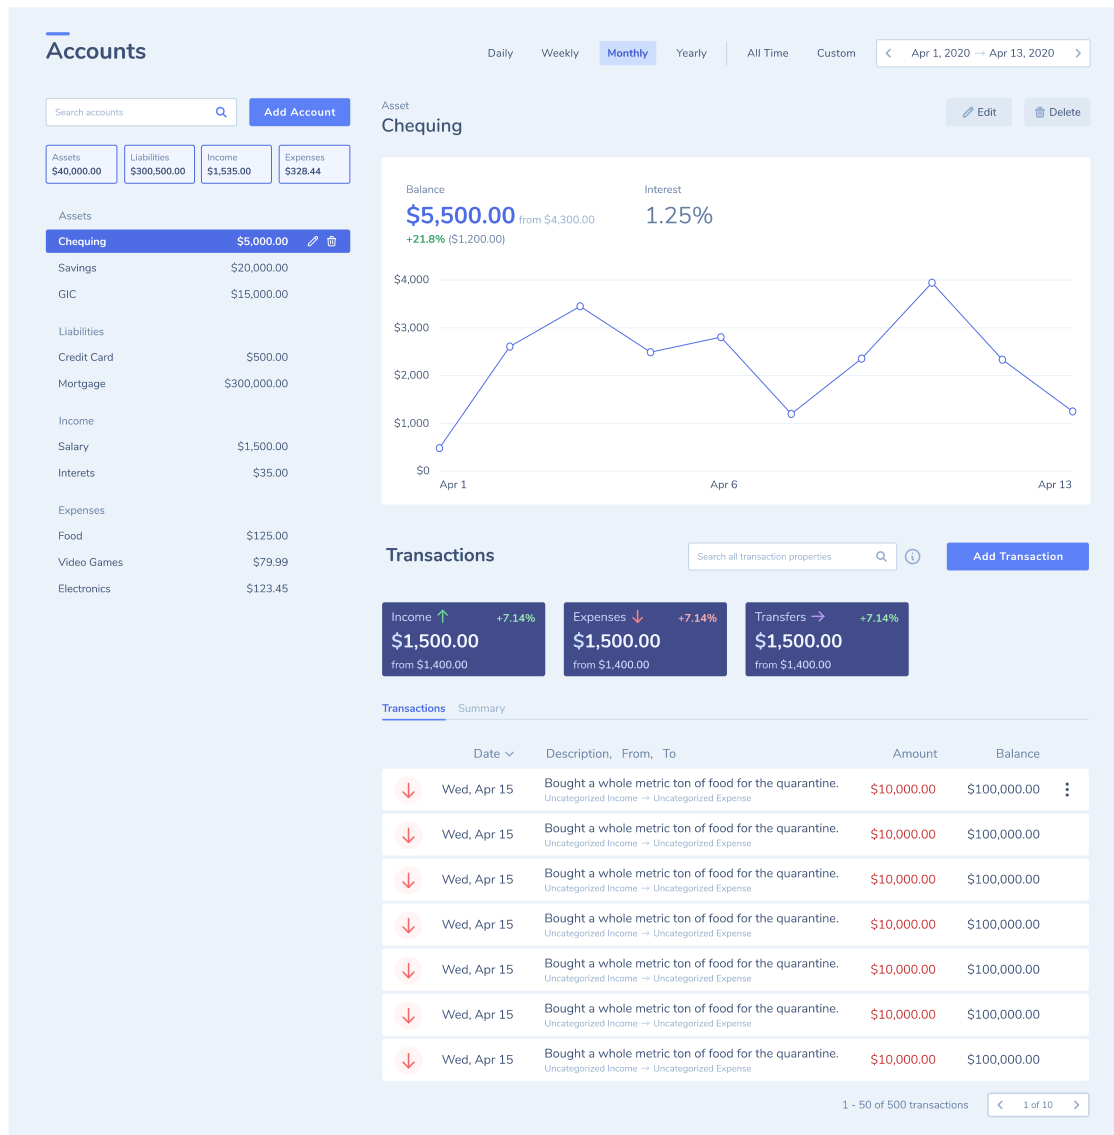 Accounts
Daily Weekly Monthly Yearly All Time Custom Apr 1, 2020 → Apr 13, 2020
Search accounts Add Account
Assets $40,000.00
Liabilities $300,500.00
Income $1,535.00
Expenses $328.44
Assets
Chequing $5,000.00
Savings $20,000.00
GIC $15,000.00
Liabilities
Credit Card $500.00
Mortgage $300,000.00
Income
Salary $1,500.00
Interets $35.00
Expenses
Food $125.00
Video Games $79.99
Electronics $123.45
Asset
Chequing
Edit Delete
Balance
$5,500.00 from $4,300.00
+21.8% ($1,200.00)
Interest
1.25%
$4,000
$3,000
$2,000
$1,000
$0
Apr 1 Apr 6 Apr 13
Transactions
Search all transaction properties
Add Transaction
Income +7.14%
$1,500.00
from $1,400.00
Expenses +7.14%
$1,500.00
from $1,400.00
Transfers +7.14%
$1,500.00
from $1,400.00
Transactions Summary
Date Description, From, To Amount Balance
Wed, Apr 15 Bought a whole metric ton of food for the quarantine. $10,000.00 $100,000.00
Uncategorized Income → Uncategorized Expense
Wed, Apr 15 Bought a whole metric ton of food for the quarantine. $10,000.00 $100,000.00
Uncategorized Income → Uncategorized Expense
Wed, Apr 15 Bought a whole metric ton of food for the quarantine. $10,000.00 $100,000.00
Uncategorized Income → Uncategorized Expense
Wed, Apr 15 Bought a whole metric ton of food for the quarantine. $10,000.00 $100,000.00
Uncategorized Income → Uncategorized Expense
Wed, Apr 15 Bought a whole metric ton of food for the quarantine. $10,000.00 $100,000.00
Uncategorized Income → Uncategorized Expense
Wed, Apr 15 Bought a whole metric ton of food for the quarantine. $10,000.00 $100,000.00
Uncategorized Income → Uncategorized Expense
Wed, Apr 15 Bought a whole metric ton of food for the quarantine. $10,000.00 $100,000.00
Uncategorized Income → Uncategorized Expense
1 - 50 of 500 transactions 1 of 10